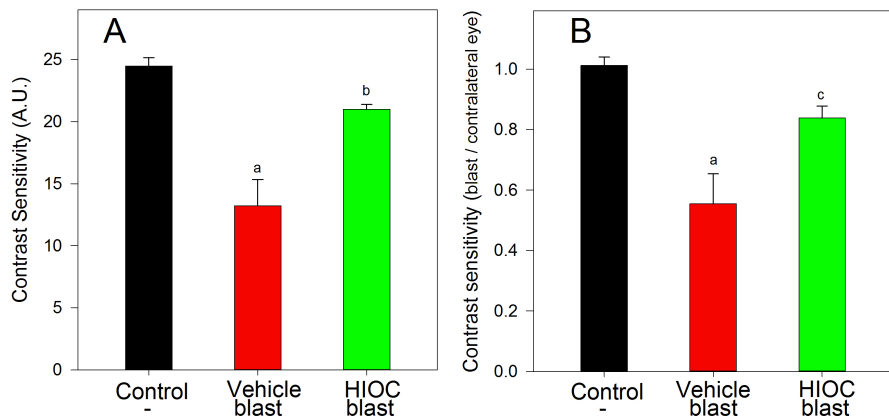 A
Contrast Sensitivity (A.U.)
25
20
15
10
5
0
a
b
Control
-
Vehicle
blast
HIOC
blast
B
Contrast sensitivity (blast / contralateral eye)
1.0
0.8
0.6
0.4
0.2
0.0
a
c
Control
-
Vehicle
blast
HIOC
blast